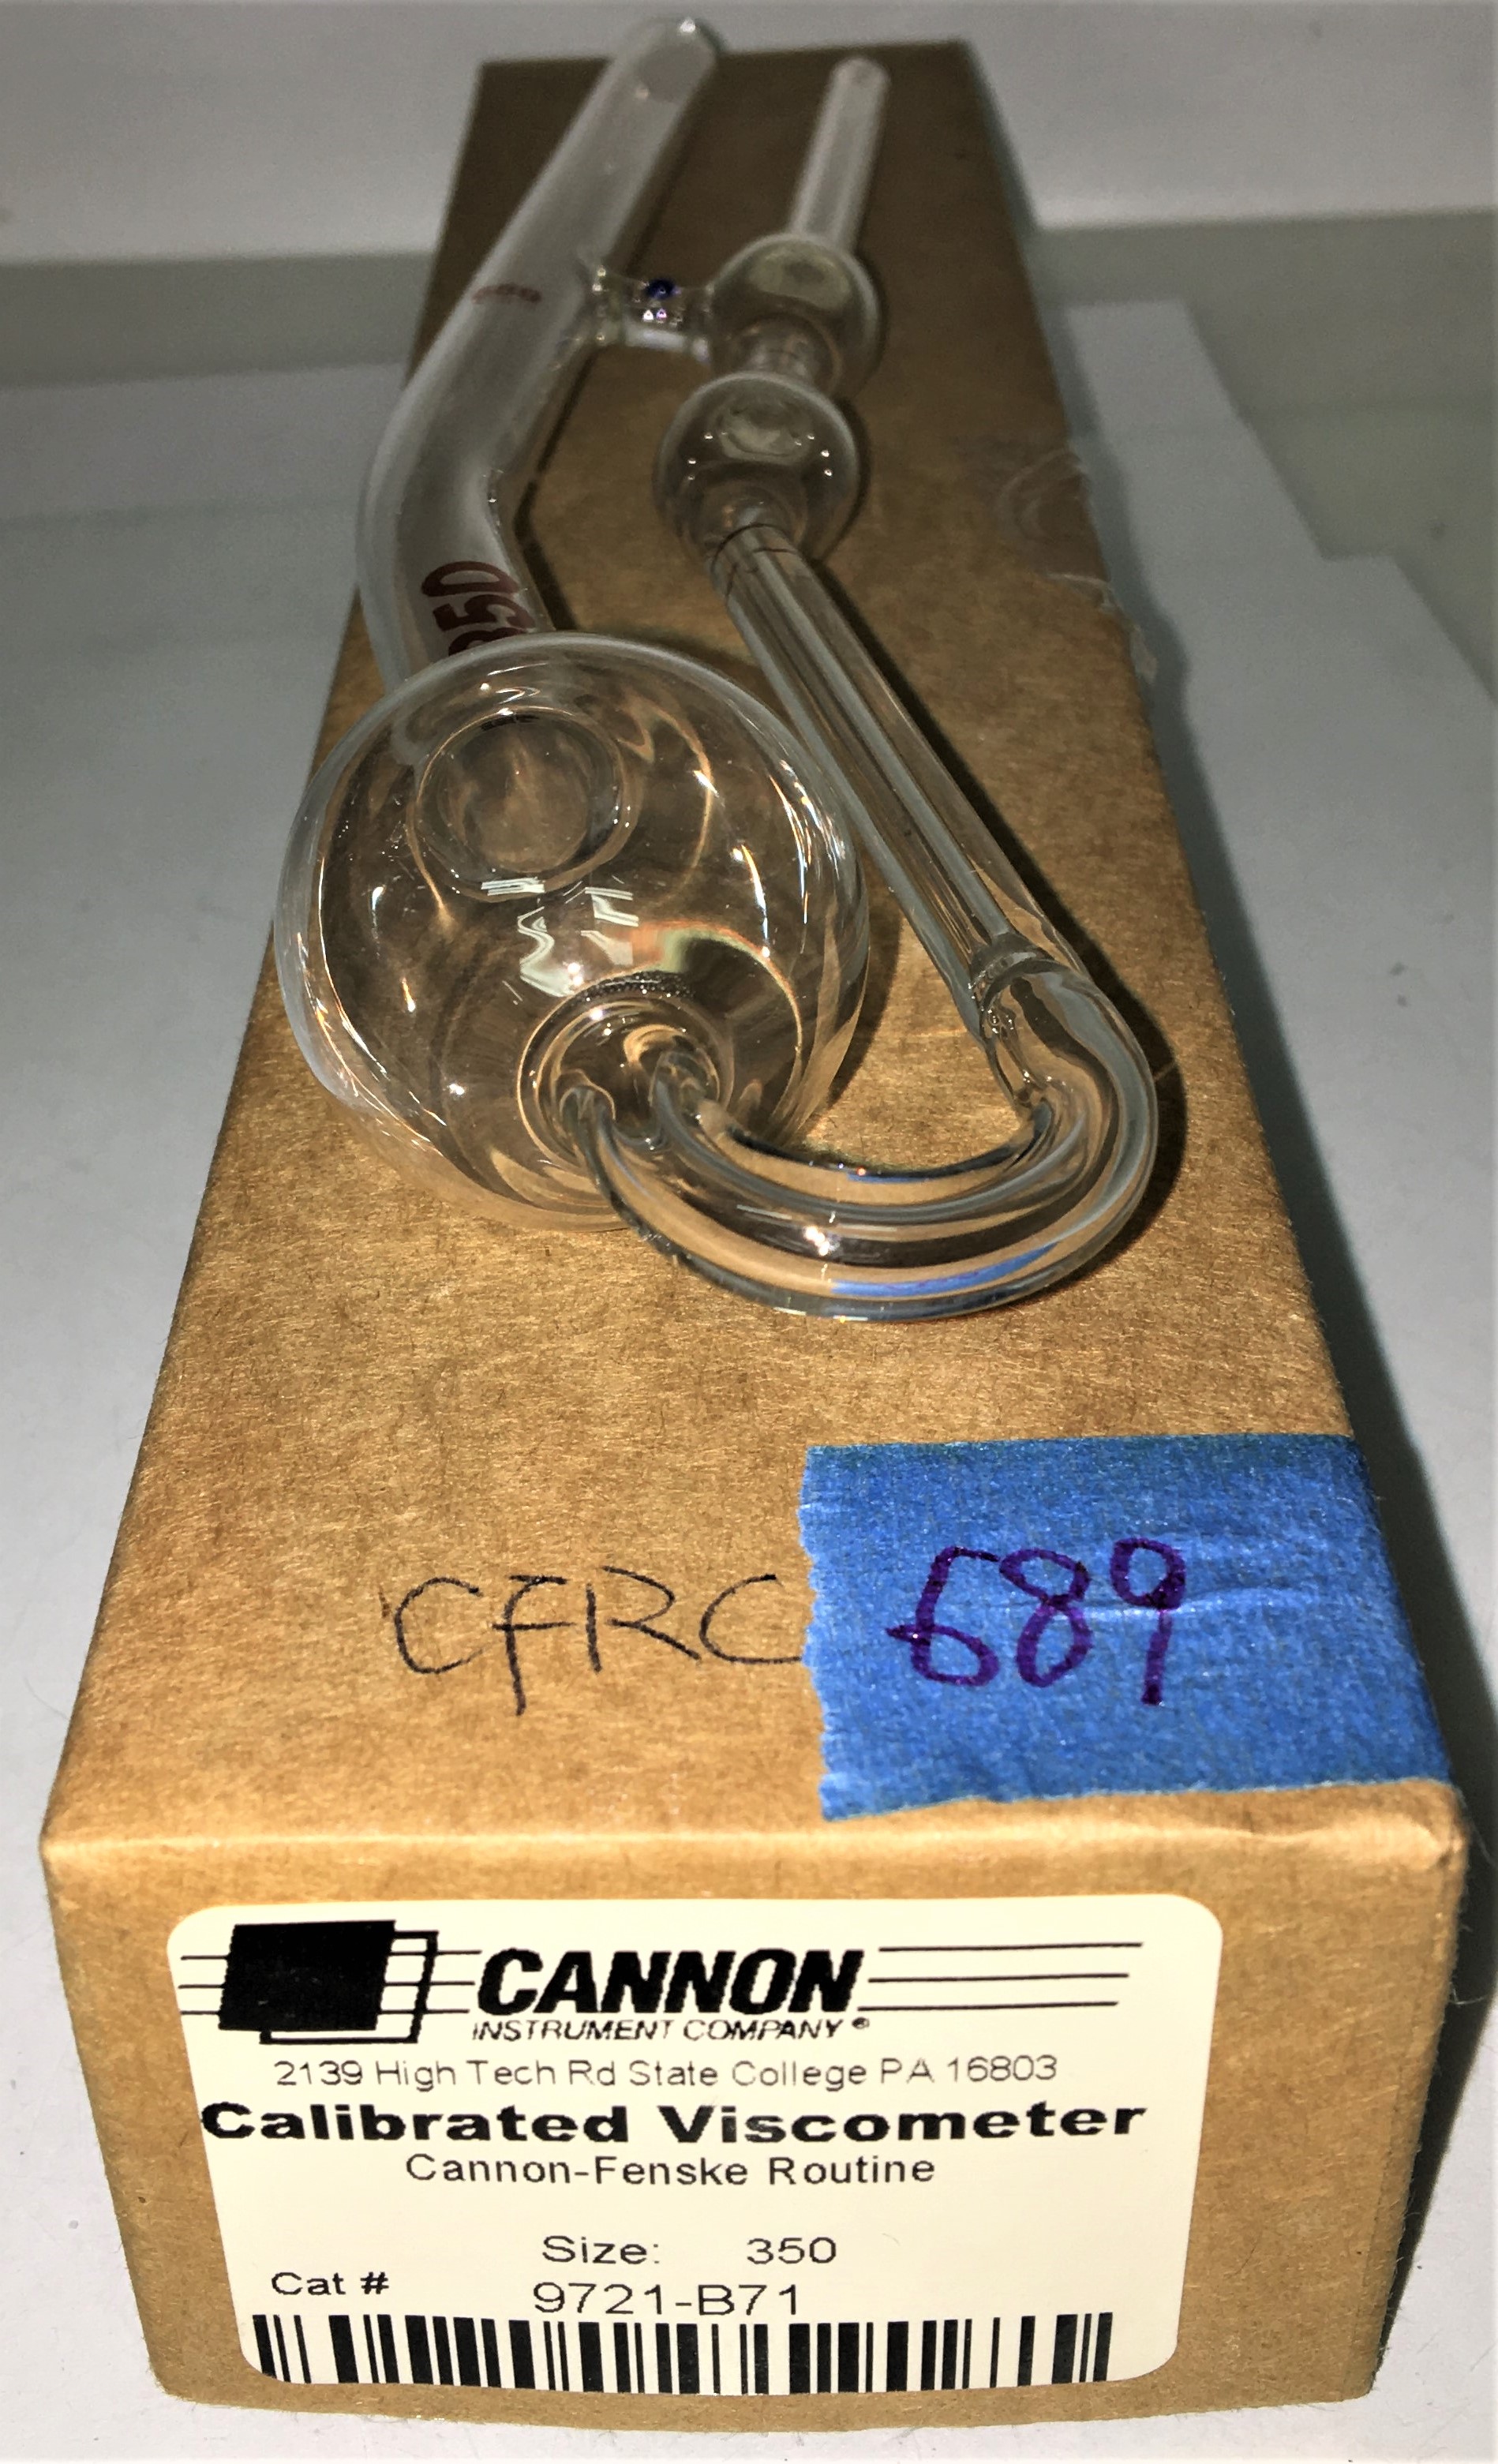 350
CFRC 689
CANNON
INSTRUMENT COMPANY®
2139 High Tech Rd State College PA 16803
Calibrated Viscometer
Cannon-Fenske Routine
Size: 350
Cat # 9721-B71